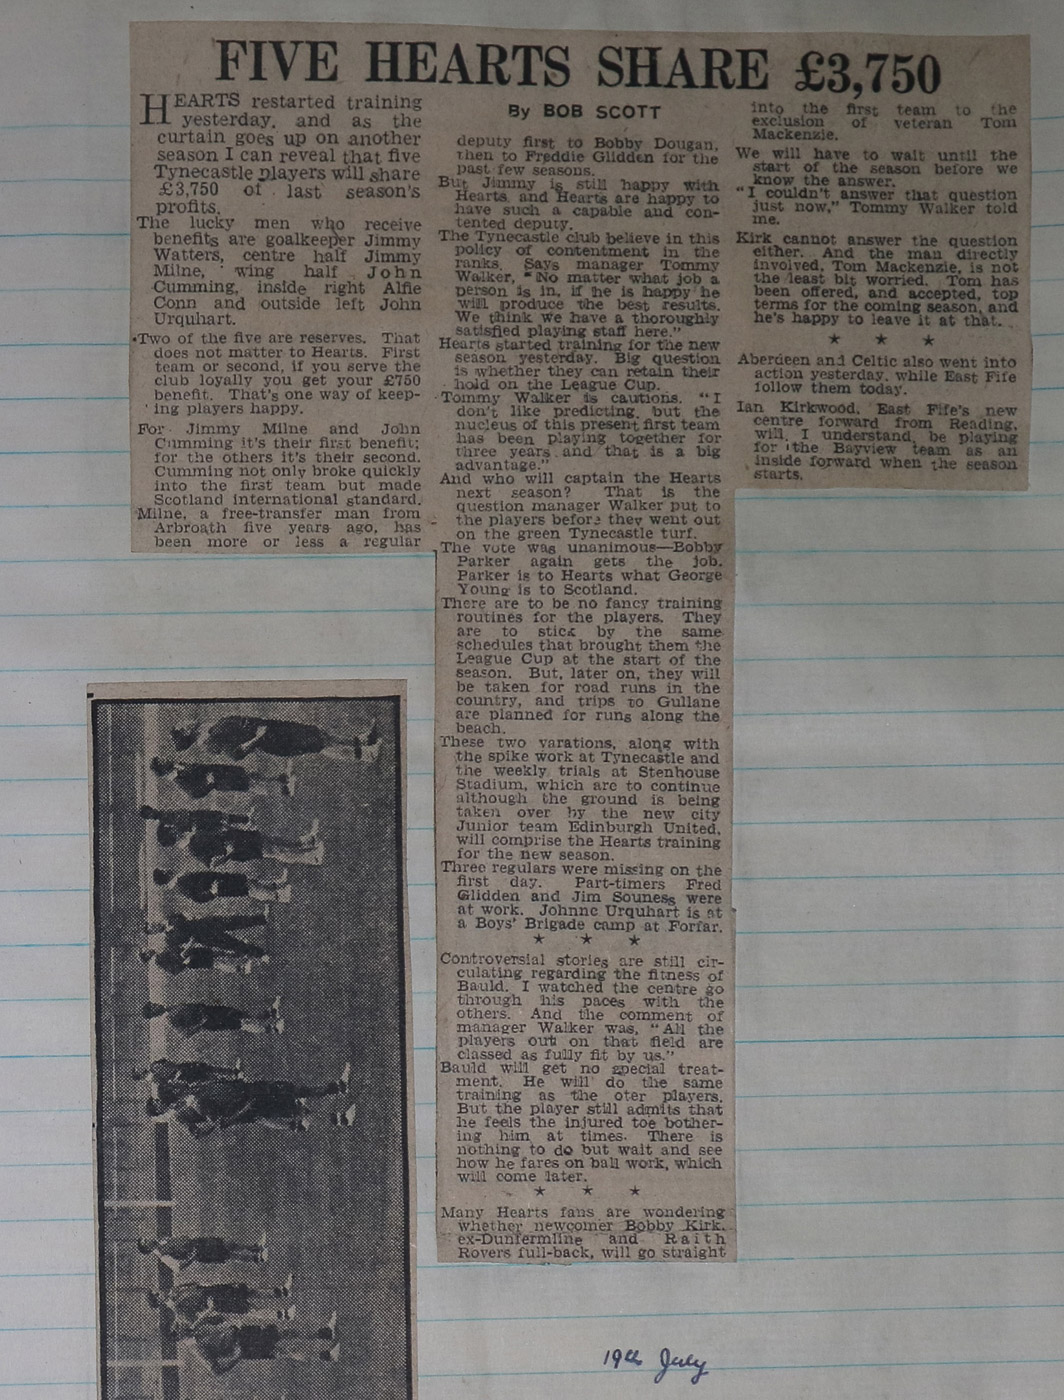 FIVE HEARTS SHARE £3,750
HEARTS restarted training
yesterday, and as the
curtain goes up on another
season I can reveal that five
Tynecastle players will share
£3,750 of last season's
profits.
The lucky men who receive
benefits are goalkeeper Jimmy
Watters, centre half Jimmy
Milne, wing half John
Cumming, inside right Alfie
Conn and outside left John
Urquhart.
Two of the five are reserves. That
does not matter to Hearts. First
team or second, if you serve the
club loyally you get your £750
benefit. That's one way of keep-
ing players happy.
For Jimmy Milne and John
Cumming it's their first benefit;
for the others it's their second.
Cumming not only broke quickly
into the first team but made
Scotland international standard.
Milne, a free-transfer man from
Arbroath five years ago, has
been more or less a regular
By BOB SCOTT
deputy first to Bobby Dougan,
then to Freddie Glidden for the
past few seasons.
But Jimmy is still happy with
Hearts and Hearts are happy to
have such a capable and con-
tented deputy.
The Tynecastle club believe in this
policy of contentment in the
ranks. Says manager Tommy
Walker, "No matter what job a
person is in, if he is happy he
will produce the best results.
We think we have a thoroughly
satisfied playing staff here."
Hearts started training for the new
season yesterday. Big question
is whether they can retain their
hold on the League Cup.
Tommy Walker is cautions. "I
don't like predicting, but the
nucleus of this present first team
has been playing together for
three years and that is a big
advantage."
And who will captain the Hearts
next season? That is the
question manager Walker put to
the players before they went out
on the green Tynecastle turf.
The vote was unanimous—Bobby
Parker again gets the job.
Parker is to Hearts what George
Young is to Scotland.
There are to be no fancy training
routines for the players. They
are to stick by the same
schedules that brought them the
League Cup at the start of the
season. But, later on, they will
be taken for road runs in the
country, and trips to Gullane
are planned for runs along the
beach.
These two varations, along with
the spike work at Tynecastle and
the weekly trials at Stenhouse
Stadium, which are to continue
although the ground is being
taken over by the new city
Junior team Edinburgh United,
will comprise the Hearts training
for the new season.
Three regulars were missing on the
first day. Part-timers Fred
Glidden and Jim Souness were
at work. Johnne Urquhart is at
a Boys' Brigade camp at Forfar.
★ ★ ★
Controversial stories are still cir-
culating regarding the fitness of
Bauld. I watched the centre go
through his paces with the
others. And the comment of
manager Walker was, "All the
players out on that field are
classed as fully fit by us."
Bauld will get no special treat-
ment. He will do the same
training as the oter players.
But the player still admits that
he feels the injured toe bother-
ing him at times. There is
nothing to do but wait and see
how he fares on ball work, which
will come later.
★ ★ ★
Many Hearts fans are wondering
whether newcomer Bobby Kirk,
ex-Dunfermline and Raith
Rovers full-back, will go straight
into the first team to the
exclusion of veteran Tom
Mackenzie.
We will have to wait until the
start of the season before we
know the answer.
"I couldn't answer that question
just now," Tommy Walker told
me.
Kirk cannot answer the question
either. And the man directly
involved, Tom Mackenzie, is not
the least bit worried. Tom has
been offered, and accepted, top
terms for the coming season, and
he's happy to leave it at that.
★ ★ ★
Aberdeen and Celtic also went into
action yesterday, while East Fife
follow them today.
Ian Kirkwood, East Fife's new
centre forward from Reading,
will, I understand, be playing
for the Bayview team as an
inside forward when the season
starts.
19th July